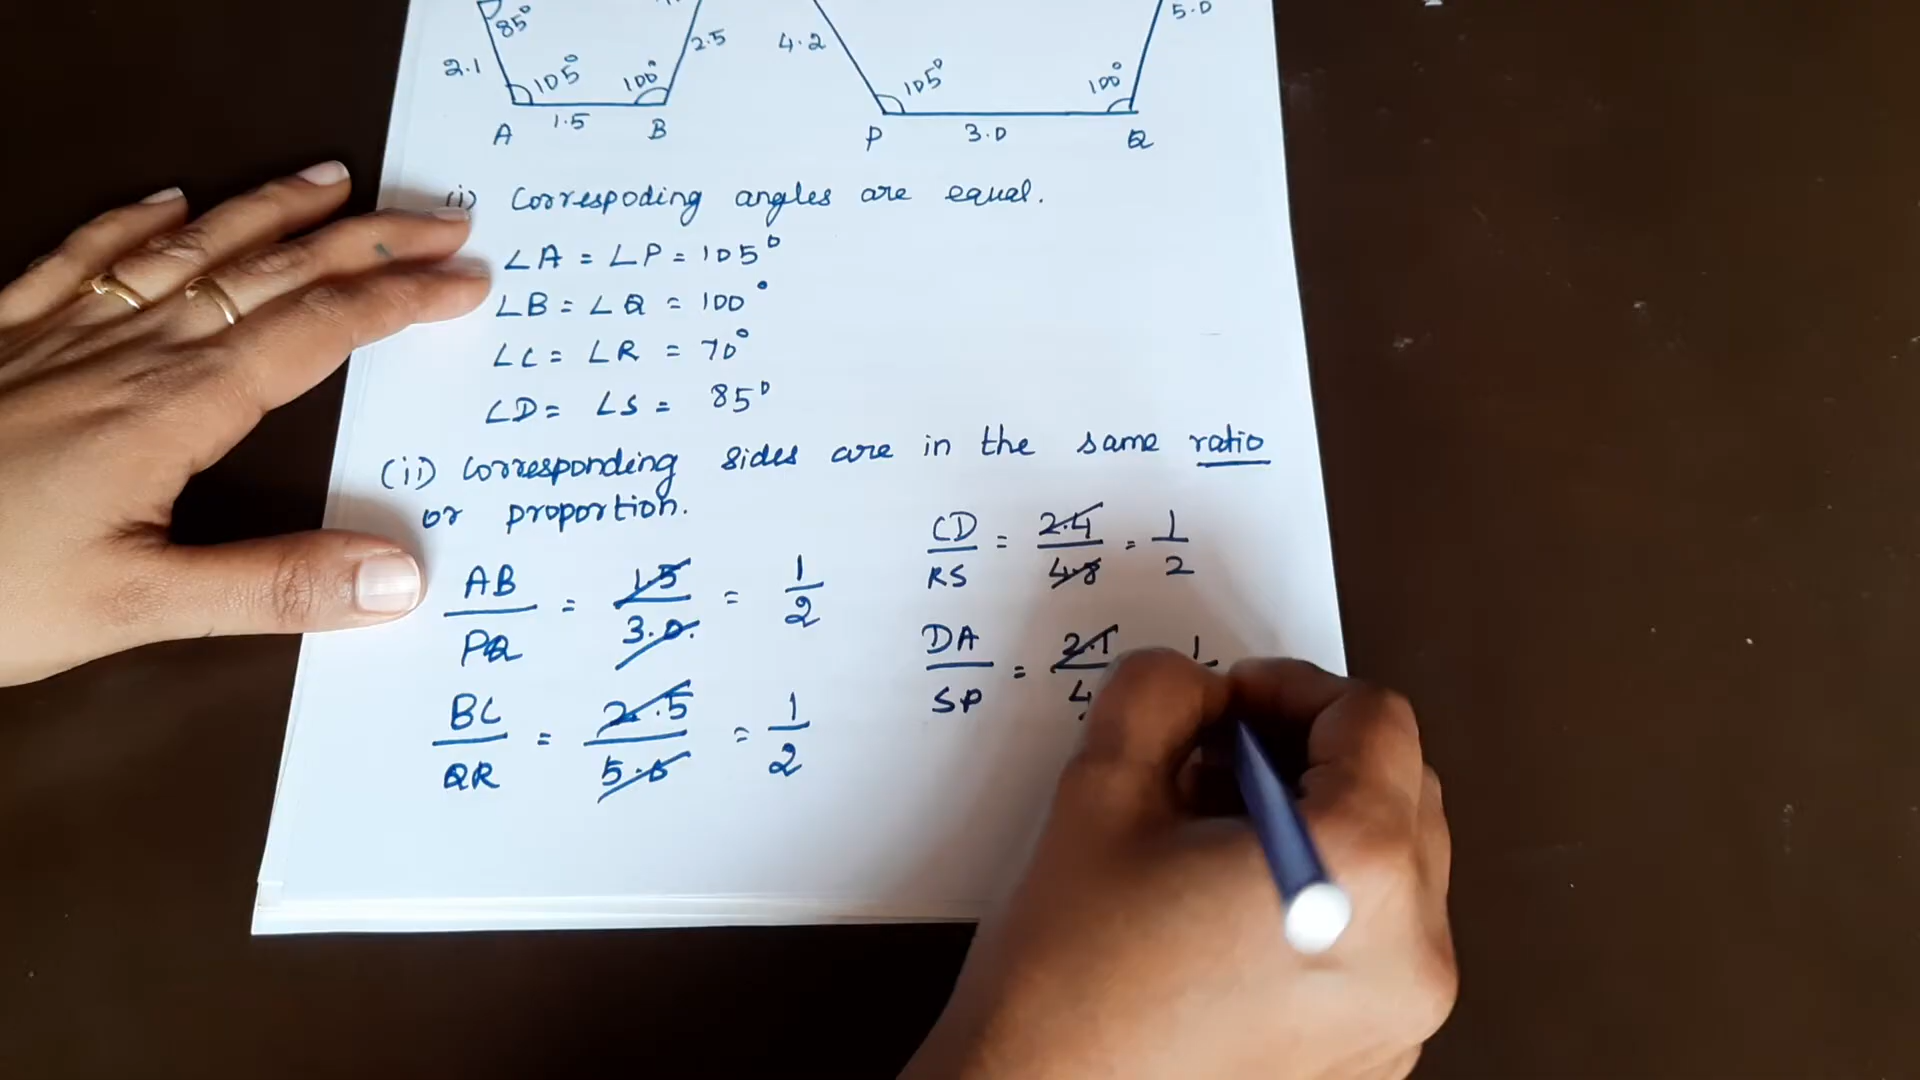 85°
5.0
2.1
2.5
4.2
105°
100°
105°
100°
A
1.5
B
P
3.0
Q
(i) Correspoding angles are equal.
∠A = ∠P = 105°
∠B = ∠Q = 100°
∠C = ∠R = 70°
∠D = ∠S = 85°
(ii) Corresponding sides are in the same ratio
or proportion.
AB/PQ = 1.5/3.0 = 1/2
BC/QR = 2.5/5.0 = 1/2
CD/RS = 2.4/4.8 = 1/2
DA/SP = 2.1/4. 1